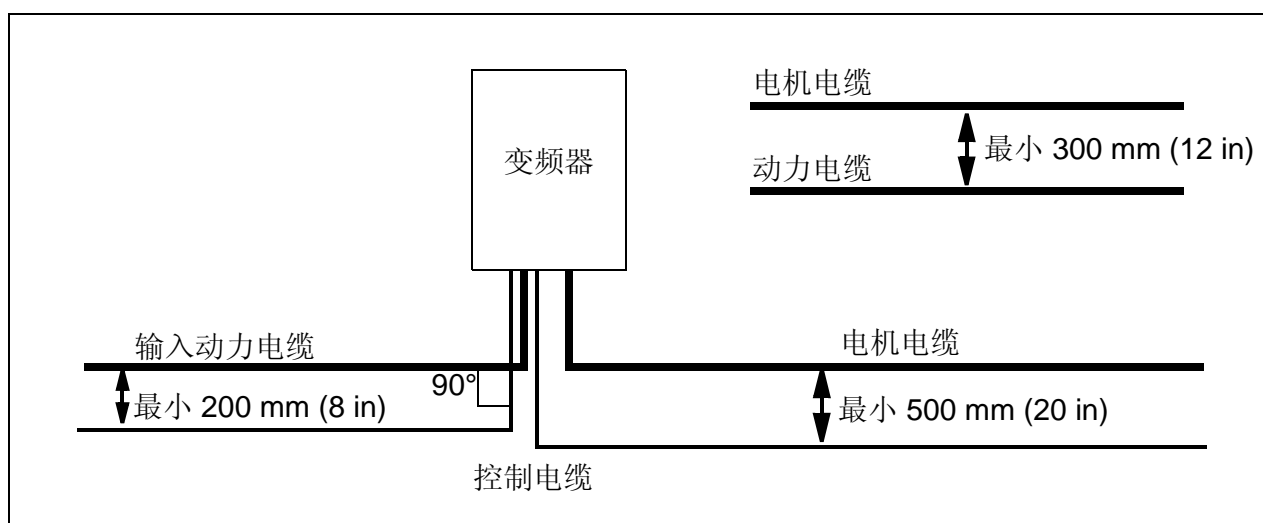 电机电缆
变频器
最小 300 mm (12 in)
动力电缆
输入动力电缆
电机电缆
90°
最小 200 mm (8 in)
最小 500 mm (20 in)
控制电缆